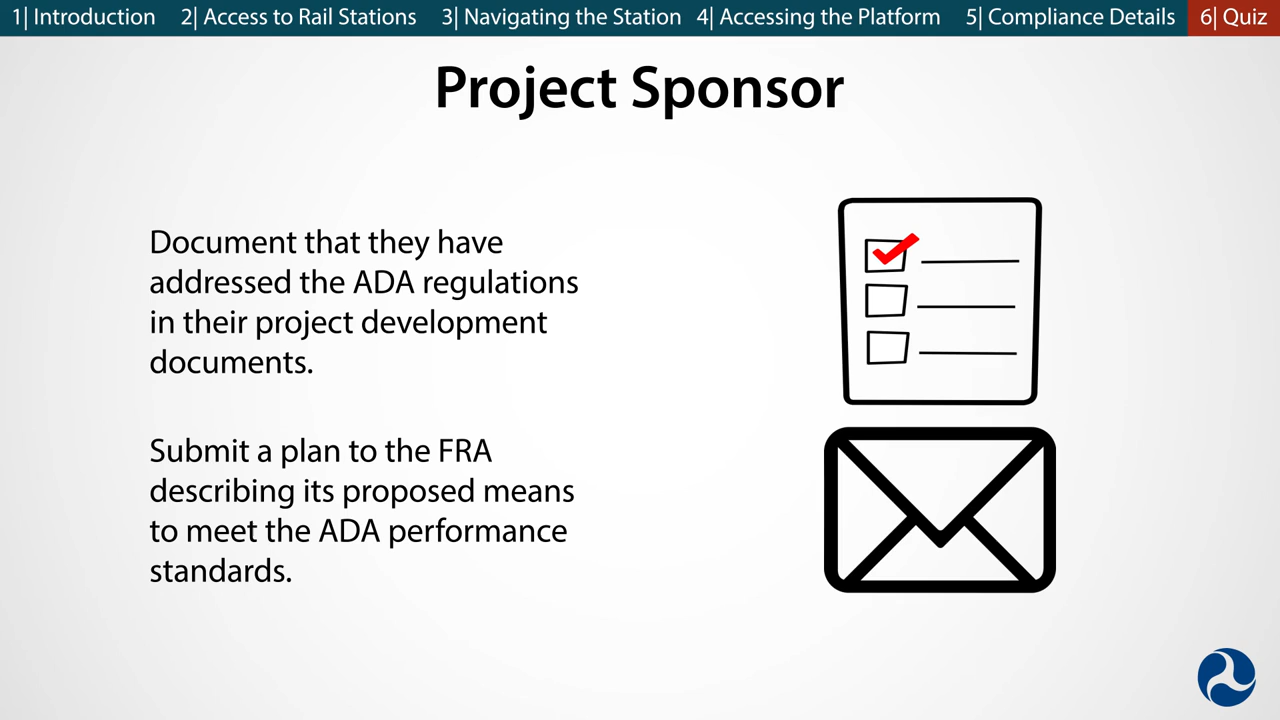 1| Introduction 2| Access to Rail Stations 3| Navigating the Station 4| Accessing the Platform 5| Compliance Details 6| Quiz
Project Sponsor
Document that they have
addressed the ADA regulations
in their project development
documents.
Submit a plan to the FRA
describing its proposed means
to meet the ADA performance
standards.